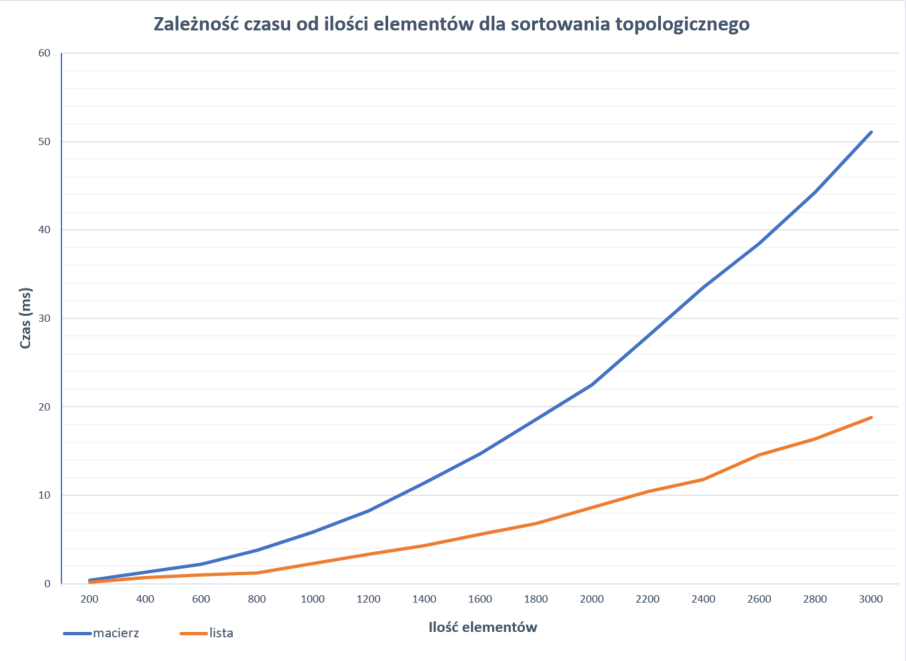 Zależność czasu od ilości elementów dla sortowania topologicznego
60
50
40
30
20
10
0
Czas (ms)
200 400 600 800 1000 1200 1400 1600 1800 2000 2200 2400 2600 2800 3000
Ilość elementów
macierz lista